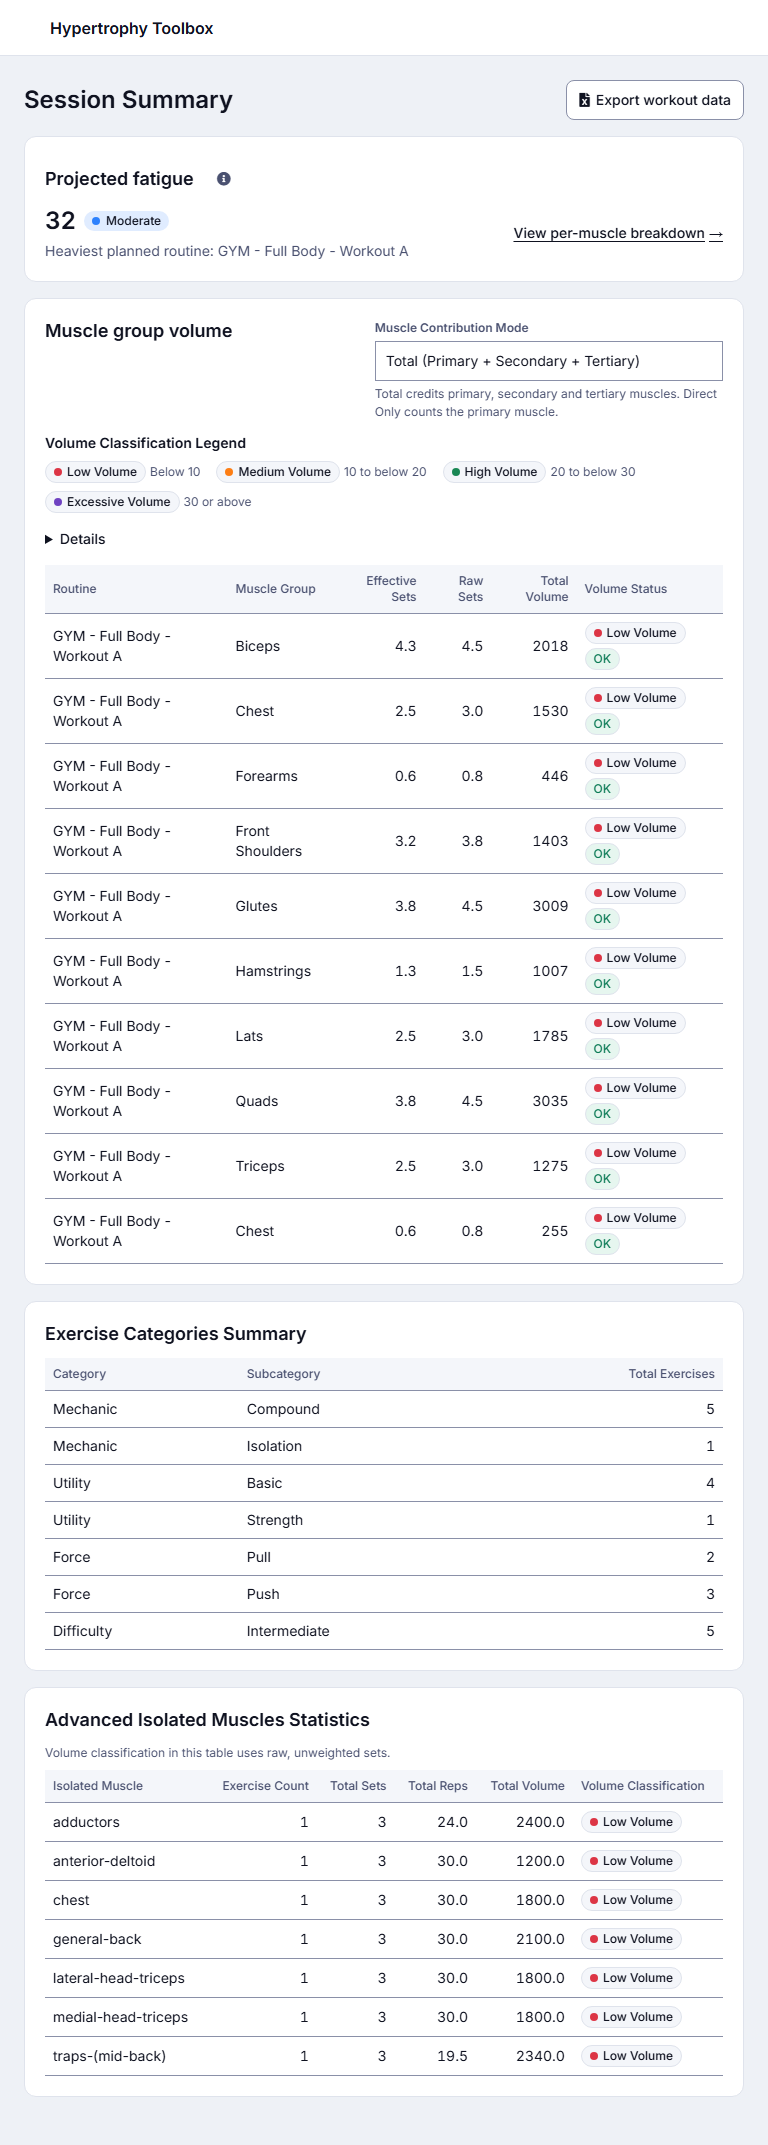 Hypertrophy Toolbox
Session Summary
Export workout data
Projected fatigue
32 Moderate
Heaviest planned routine: GYM - Full Body - Workout A
View per-muscle breakdown →
Muscle group volume
Muscle Contribution Mode
Total (Primary + Secondary + Tertiary)
Total credits primary, secondary and tertiary muscles. Direct
Only counts the primary muscle.
Volume Classification Legend
Low Volume Below 10 Medium Volume 10 to below 20 High Volume 20 to below 30
Excessive Volume 30 or above
Details
Routine Muscle Group Effective Sets Raw Sets Total Volume Volume Status
GYM - Full Body - Workout A Biceps 4.3 4.5 2018 Low Volume OK
GYM - Full Body - Workout A Chest 2.5 3.0 1530 Low Volume OK
GYM - Full Body - Workout A Forearms 0.6 0.8 446 Low Volume OK
GYM - Full Body - Workout A Front Shoulders 3.2 3.8 1403 Low Volume OK
GYM - Full Body - Workout A Glutes 3.8 4.5 3009 Low Volume OK
GYM - Full Body - Workout A Hamstrings 1.3 1.5 1007 Low Volume OK
GYM - Full Body - Workout A Lats 2.5 3.0 1785 Low Volume OK
GYM - Full Body - Workout A Quads 3.8 4.5 3035 Low Volume OK
GYM - Full Body - Workout A Triceps 2.5 3.0 1275 Low Volume OK
GYM - Full Body - Workout A Chest 0.6 0.8 255 Low Volume OK
Exercise Categories Summary
Category Subcategory Total Exercises
Mechanic Compound 5
Mechanic Isolation 1
Utility Basic 4
Utility Strength 1
Force Pull 2
Force Push 3
Difficulty Intermediate 5
Advanced Isolated Muscles Statistics
Volume classification in this table uses raw, unweighted sets.
Isolated Muscle Exercise Count Total Sets Total Reps Total Volume Volume Classification
adductors 1 3 24.0 2400.0 Low Volume
anterior-deltoid 1 3 30.0 1200.0 Low Volume
chest 1 3 30.0 1800.0 Low Volume
general-back 1 3 30.0 2100.0 Low Volume
lateral-head-triceps 1 3 30.0 1800.0 Low Volume
medial-head-triceps 1 3 30.0 1800.0 Low Volume
traps-(mid-back) 1 3 19.5 2340.0 Low Volume